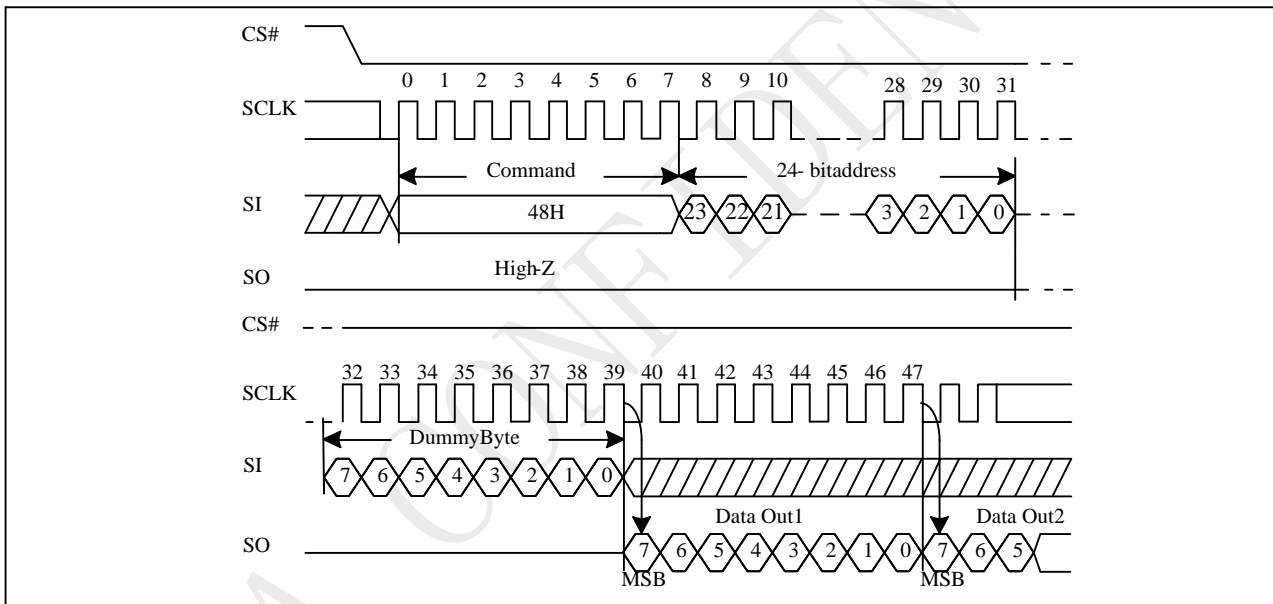 CS#
0 1 2 3 4 5 6 7 8 9 10 28 29 30 31
SCLK
Command 24- bitaddress
SI 48H 23 22 21 3 2 1 0
High-Z
SO
CS#
32 33 34 35 36 37 38 39 40 41 42 43 44 45 46 47
SCLK
DummyByte
SI 7 6 5 4 3 2 1 0
Data Out1 Data Out2
SO 7 6 5 4 3 2 1 0 7 6 5
MSB MSB
CONFIDEN